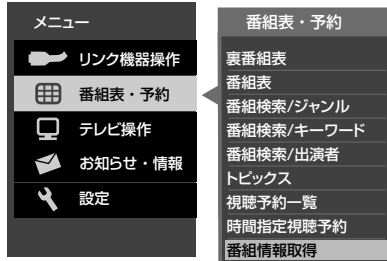 メニュー
リンク機器操作
番組表・予約
テレビ操作
お知らせ・情報
設定
番組表・予約
裏番組表
番組表
番組検索/ジャンル
番組検索/キーワード
番組検索/出演者
トピックス
視聴予約一覧
時間指定視聴予約
番組情報取得